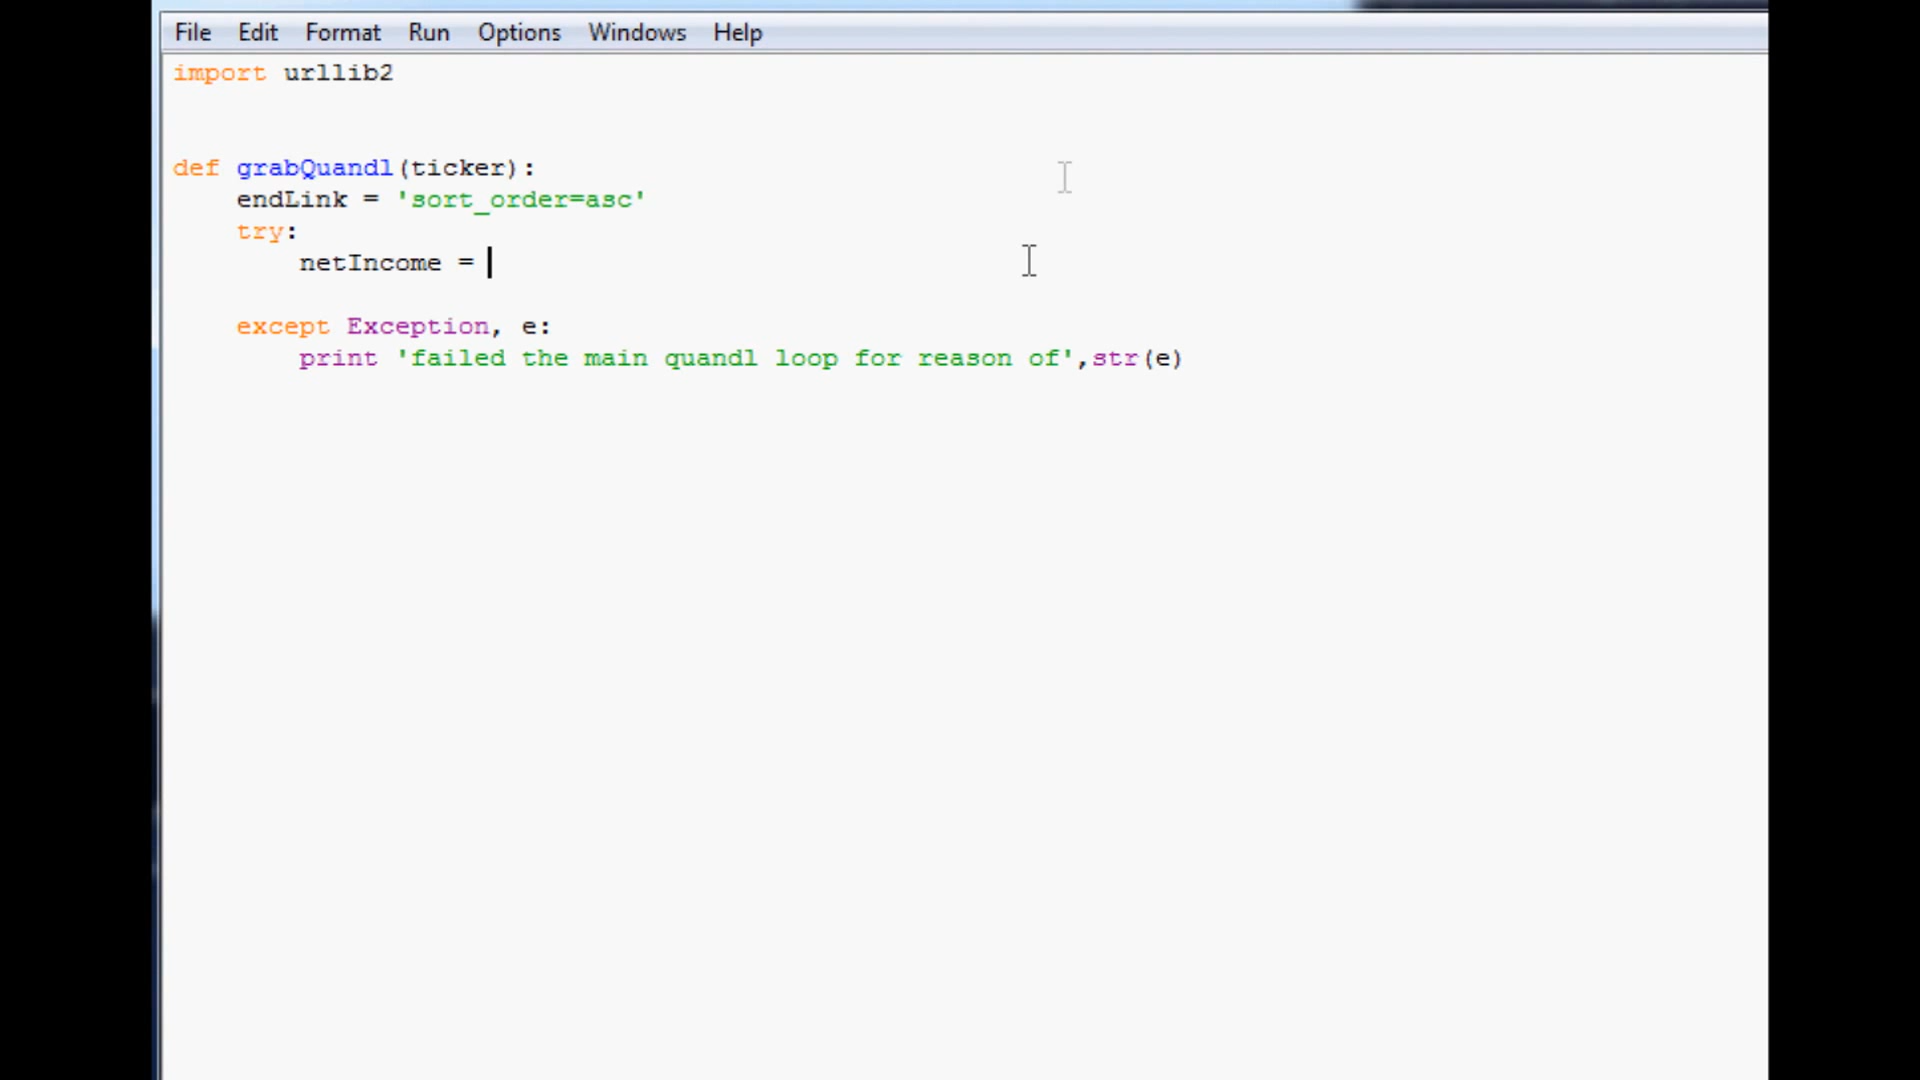 File Edit Format Run Options Windows Help
import urllib2
def grabQuandl(ticker):
    endLink = 'sort_order=asc'
    try:
        netIncome =
    except Exception, e:
        print 'failed the main quandl loop for reason of',str(e)